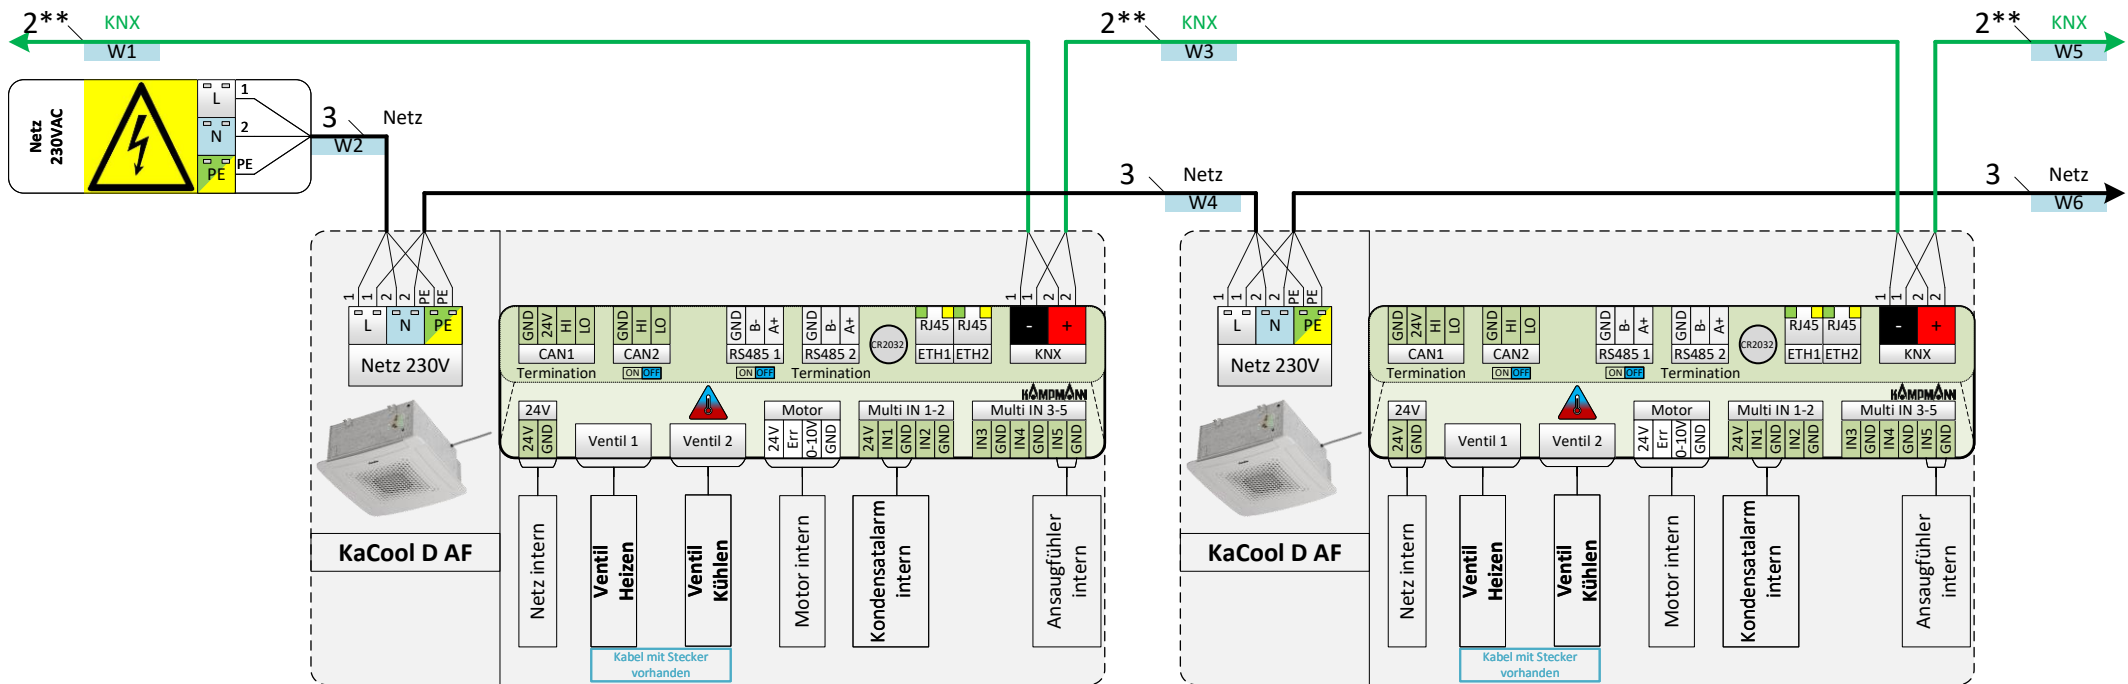 2** KNX
W1
2** KNX
W3
2** KNX
W5
Netz
230VAC
L
N
PE
1
2
PE
3 Netz
W2
3 Netz
W4
3 Netz
W6
1 1 2 2 PE PE
L N PE
Netz 230V
KaCool D AF
1 1 2 2
GND 24V HI LO
CAN1
GND HI LO
CAN2
GND B- A+
RS485 1
GND B- A+
RS485 2
CR2032
RJ45 RJ45
ETH1 ETH2
- +
KNX
Termination
ON OFF
ON OFF
Termination
KAMPMANN
24V
24V GND
Ventil 1
Ventil 2
Motor
24V Err 0-10V GND
Multi IN 1-2
24V IN1 GND IN2 GND
Multi IN 3-5
IN3 GND IN4 GND IN5 GND
Netz intern
Ventil
Heizen
Ventil
Kühlen
Motor intern
Kondensatalarm
intern
Ansaugfühler
intern
Kabel mit Stecker
vorhanden
1 1 2 2 PE PE
L N PE
Netz 230V
KaCool D AF
1 1 2 2
GND 24V HI LO
CAN1
GND HI LO
CAN2
GND B- A+
RS485 1
GND B- A+
RS485 2
CR2032
RJ45 RJ45
ETH1 ETH2
- +
KNX
Termination
ON OFF
ON OFF
Termination
KAMPMANN
24V
24V GND
Ventil 1
Ventil 2
Motor
24V Err 0-10V GND
Multi IN 1-2
24V IN1 GND IN2 GND
Multi IN 3-5
IN3 GND IN4 GND IN5 GND
Netz intern
Ventil
Heizen
Ventil
Kühlen
Motor intern
Kondensatalarm
intern
Ansaugfühler
intern
Kabel mit Stecker
vorhanden